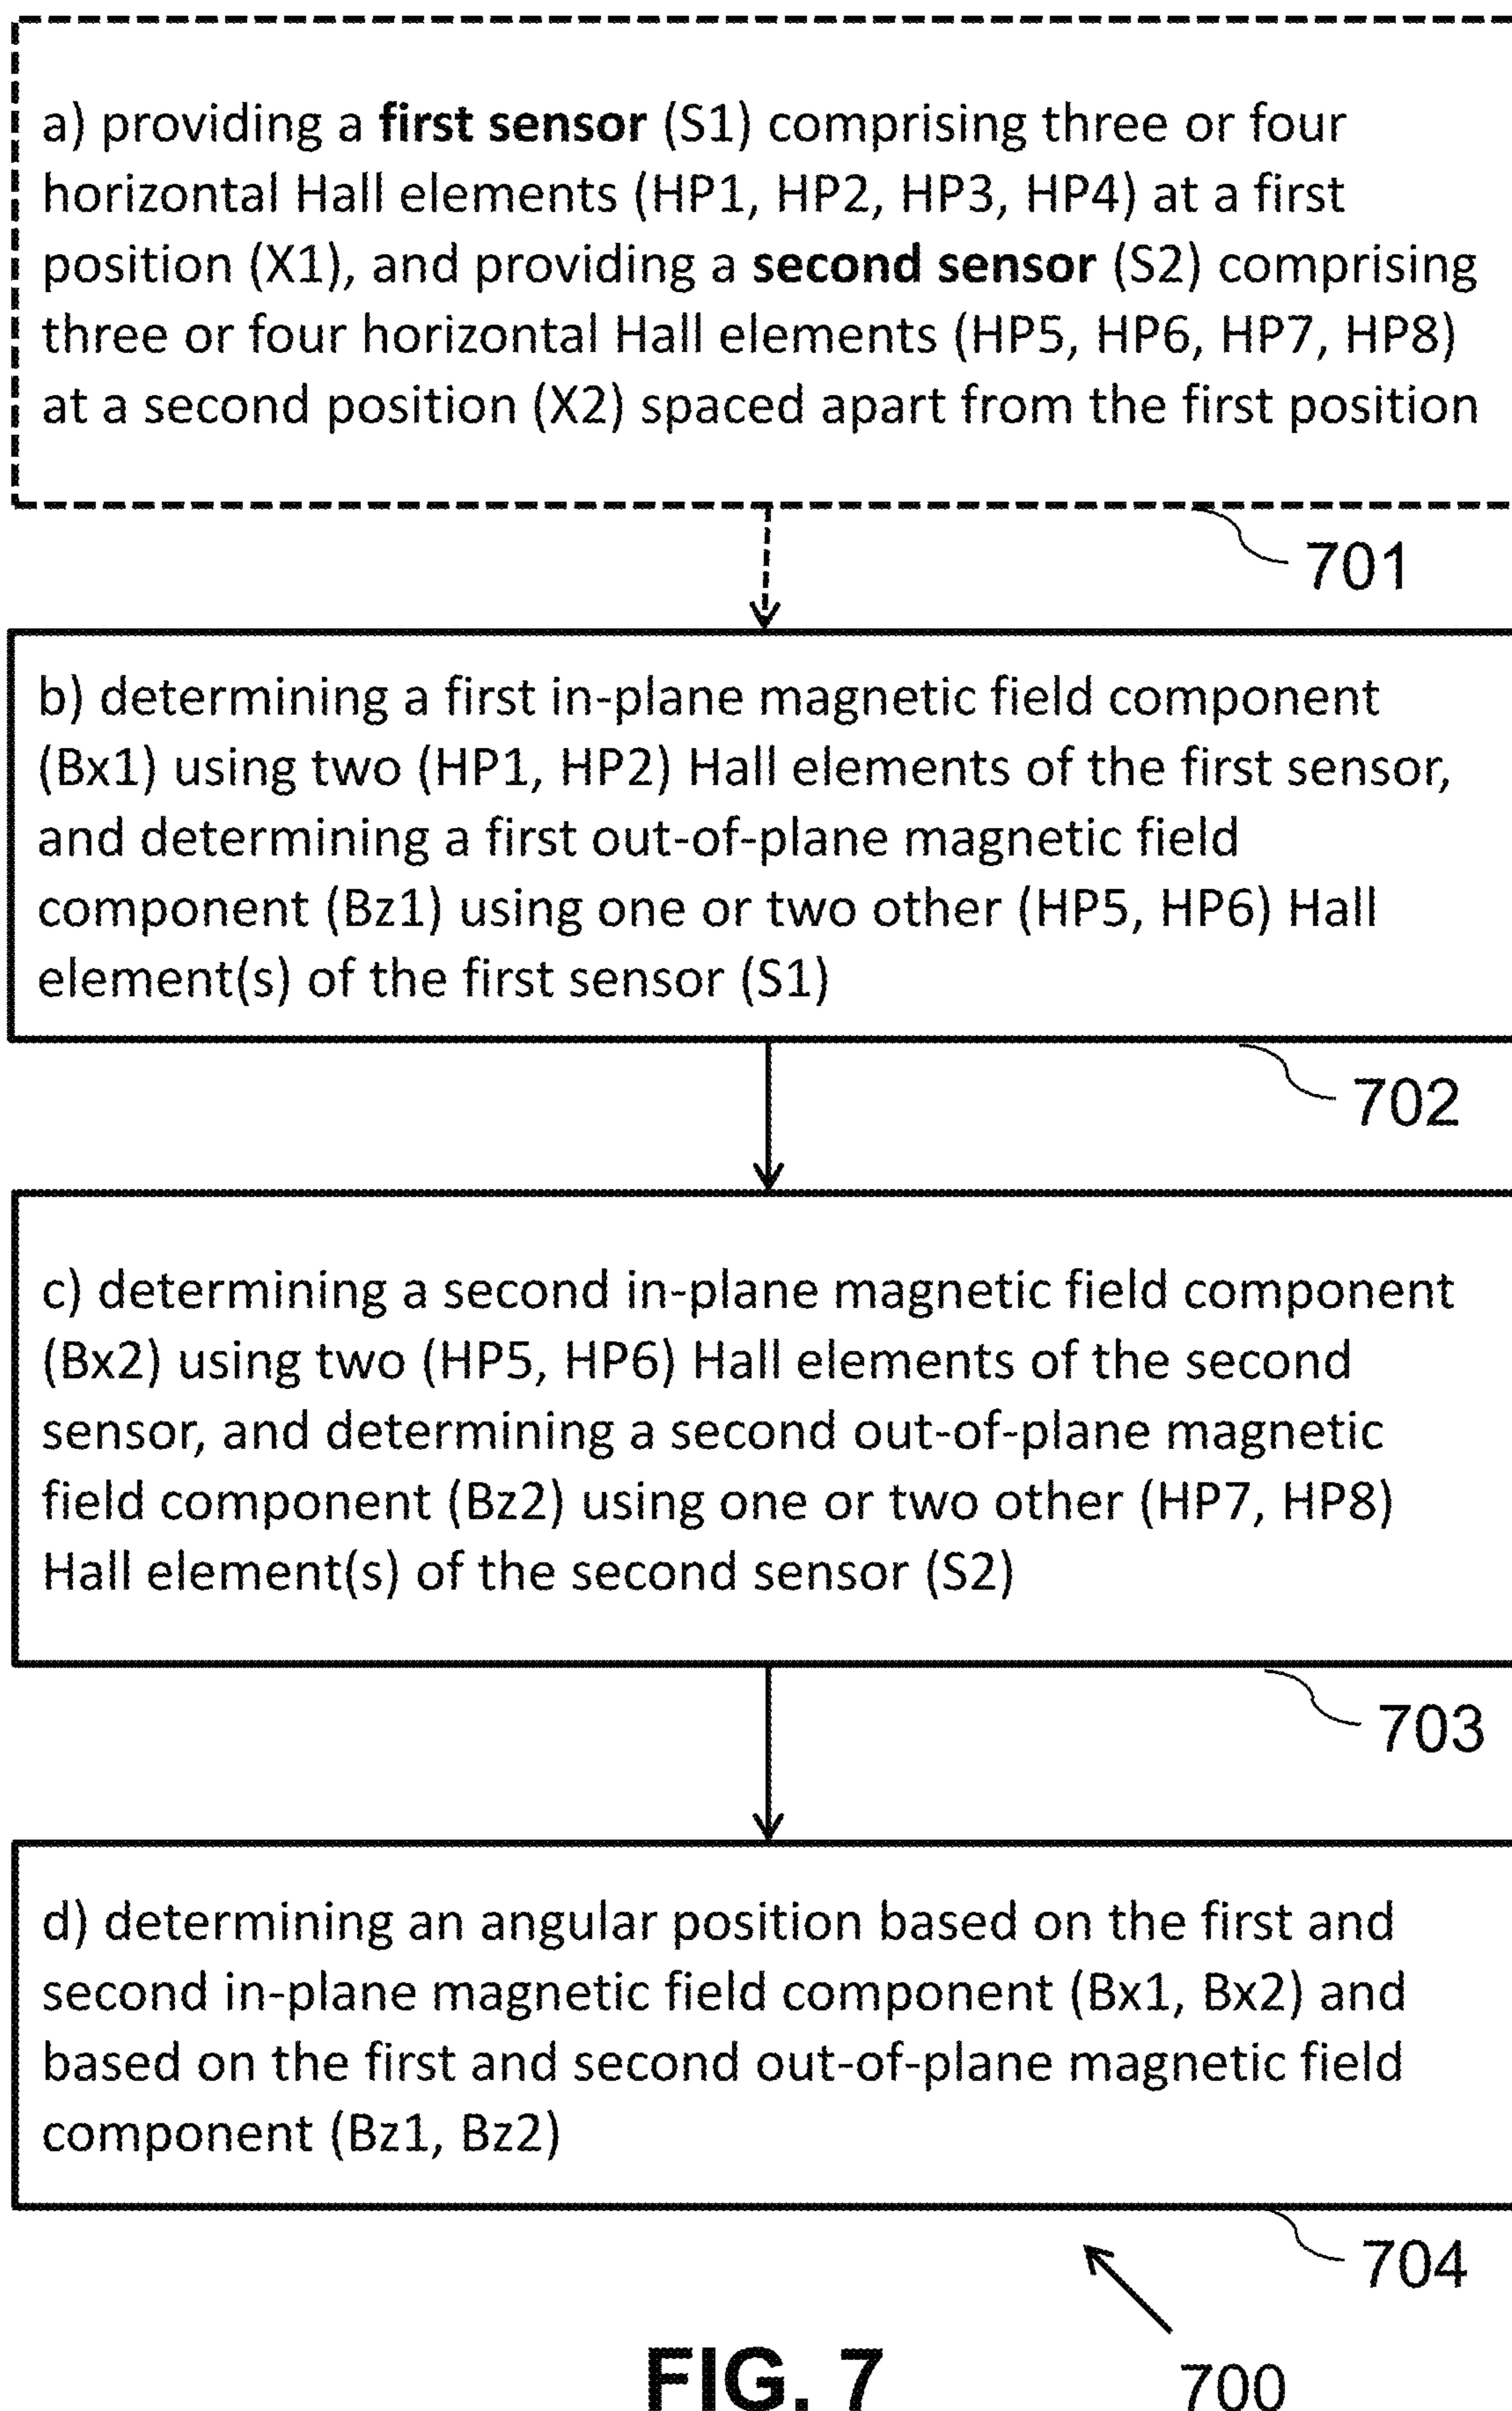 a) providing a first sensor (S1) comprising three or four
horizontal Hall elements (HP1, HP2, HP3, HP4) at a first
position (X1), and providing a second sensor (S2) comprising
three or four horizontal Hall elements (HP5, HP6, HP7, HP8)
at a second position (X2) spaced apart from the first position
701
b) determining a first in-plane magnetic field component
(Bx1) using two (HP1, HP2) Hall elements of the first sensor,
and determining a first out-of-plane magnetic field
component (Bz1) using one or two other (HP5, HP6) Hall
element(s) of the first sensor (S1)
702
c) determining a second in-plane magnetic field component
(Bx2) using two (HP5, HP6) Hall elements of the second
sensor, and determining a second out-of-plane magnetic
field component (Bz2) using one or two other (HP7, HP8)
Hall element(s) of the second sensor (S2)
703
d) determining an angular position based on the first and
second in-plane magnetic field component (Bx1, Bx2) and
based on the first and second out-of-plane magnetic field
component (Bz1, Bz2)
704
FIG. 7
700